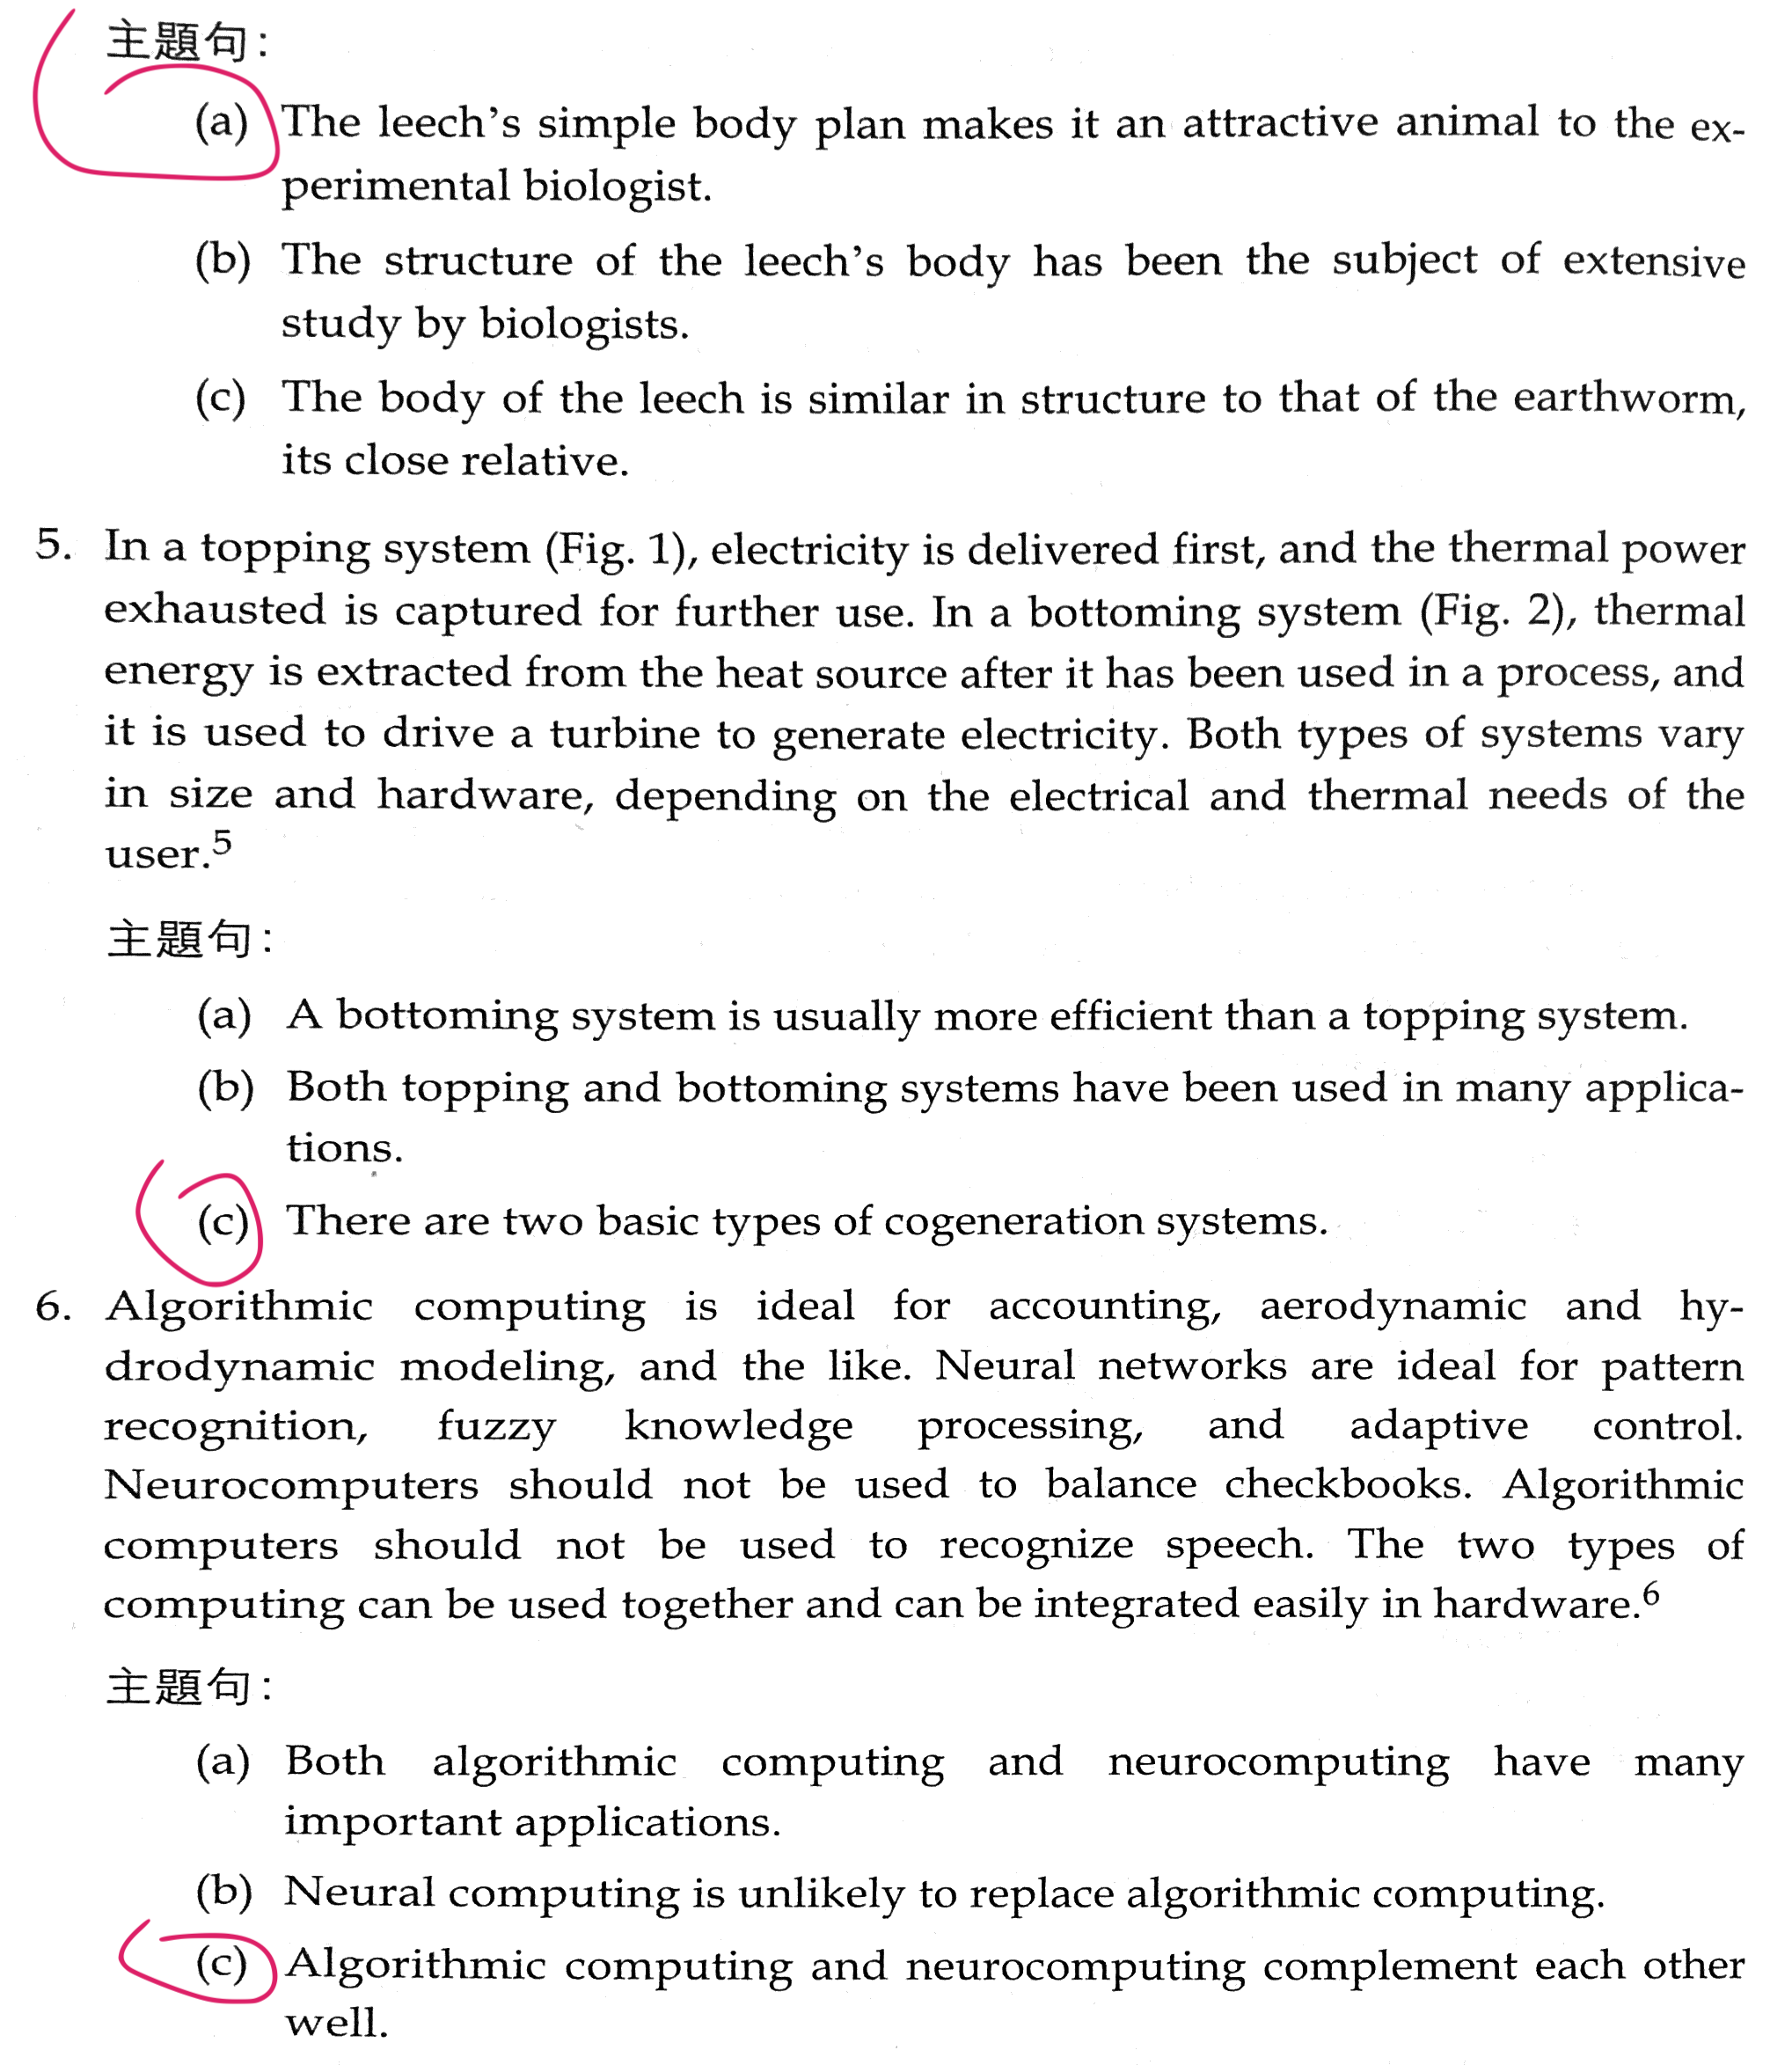 主題句:
(a) The leech's simple body plan makes it an attractive animal to the ex-
perimental biologist.
(b) The structure of the leech's body has been the subject of extensive
study by biologists.
(c) The body of the leech is similar in structure to that of the earthworm,
its close relative.
5. In a topping system (Fig. 1), electricity is delivered first, and the thermal power
exhausted is captured for further use. In a bottoming system (Fig. 2), thermal
energy is extracted from the heat source after it has been used in a process, and
it is used to drive a turbine to generate electricity. Both types of systems vary
in size and hardware, depending on the electrical and thermal needs of the
user.5
主題句:
(a) A bottoming system is usually more efficient than a topping system.
(b) Both topping and bottoming systems have been used in many applica-
tions.
(c) There are two basic types of cogeneration systems.
6. Algorithmic computing is ideal for accounting, aerodynamic and hy-
drodynamic modeling, and the like. Neural networks are ideal for pattern
recognition, fuzzy knowledge processing, and adaptive control.
Neurocomputers should not be used to balance checkbooks. Algorithmic
computers should not be used to recognize speech. The two types of
computing can be used together and can be integrated easily in hardware.6
主題句:
(a) Both algorithmic computing and neurocomputing have many
important applications.
(b) Neural computing is unlikely to replace algorithmic computing.
(c) Algorithmic computing and neurocomputing complement each other
well.